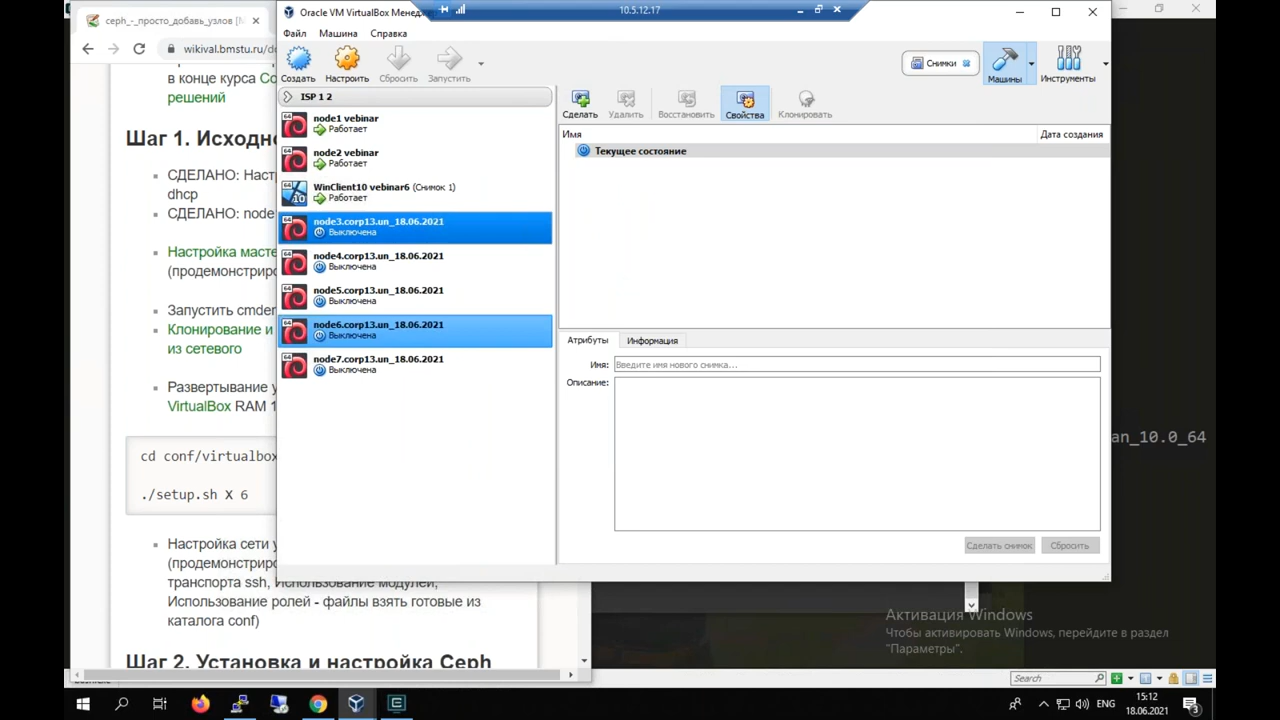 ceph_-_просто_добавь_узлов [М
wikival.bmstu.ru/do
в конце курса Со
решений
Шаг 1. Исходно
СДЕЛАНО: Наст
dhcp
СДЕЛАНО: node
Настройка масте
(продемонстриро
Запустить cmder
Клонирование и
из сетевого
Развертывание у
VirtualBox RAM 1
cd conf/virtualbox
./setup.sh X 6
Настройка сети у
(продемонстриро
транспорта ssh, Использование модулей,
Использование ролей - файлы взять готовые из
каталога conf)
Шаг 2. Установка и настройка Ceph
Oracle VM VirtualBox Менедже
10.5.12.17
Файл Машина Справка
Создать Настроить Сбросить Запустить
Снимки Машины Инструменты
ISP 1 2
node1 vebinar
Работает
node2 vebinar
Работает
WinClient10 vebinar6 (Снимок 1)
Работает
node3.corp13.un_18.06.2021
Выключена
node4.corp13.un_18.06.2021
Выключена
node5.corp13.un_18.06.2021
Выключена
node6.corp13.un_18.06.2021
Выключена
node7.corp13.un_18.06.2021
Выключена
Сделать Удалить Восстановить Свойства Клонировать
Имя Дата создания
Текущее состояние
Атрибуты Информация
Имя: Введите имя нового снимка...
Описание:
Сделать снимок Сбросить
an_10.0_64
Активация Windows
Чтобы активировать Windows, перейдите в раздел
"Параметры".
Search
ENG
15:12
18.06.2021
3